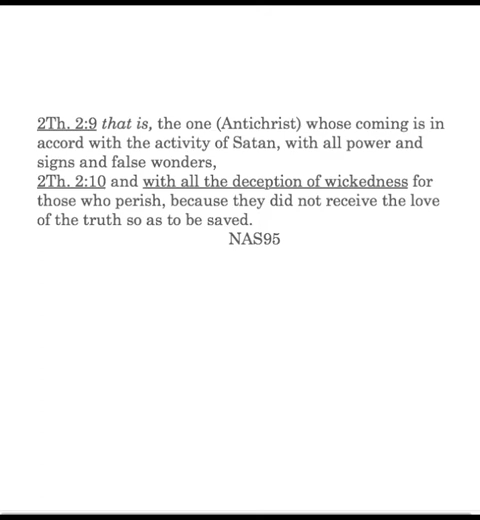 2Th. 2:9 that is, the one (Antichrist) whose coming is in
accord with the activity of Satan, with all power and
signs and false wonders,
2Th. 2:10 and with all the deception of wickedness for
those who perish, because they did not receive the love
of the truth so as to be saved.
NAS95